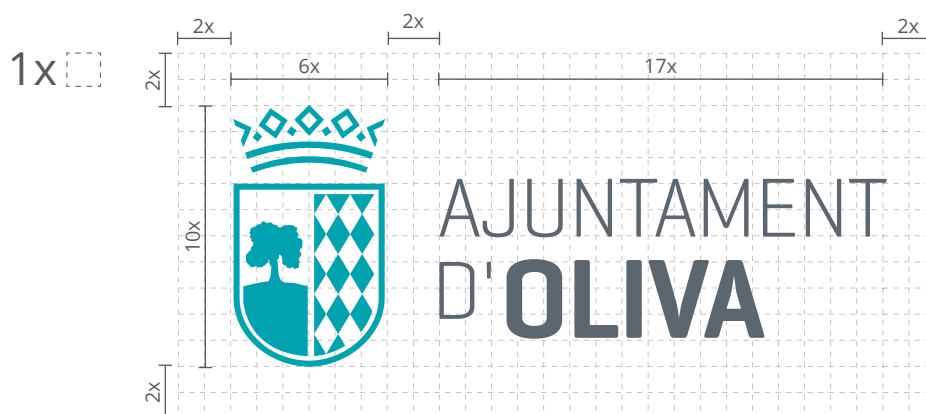 2x
2x
2x
1x
2x
6x
17x
10x
AJUNTAMENT
D'OLIVA
2x